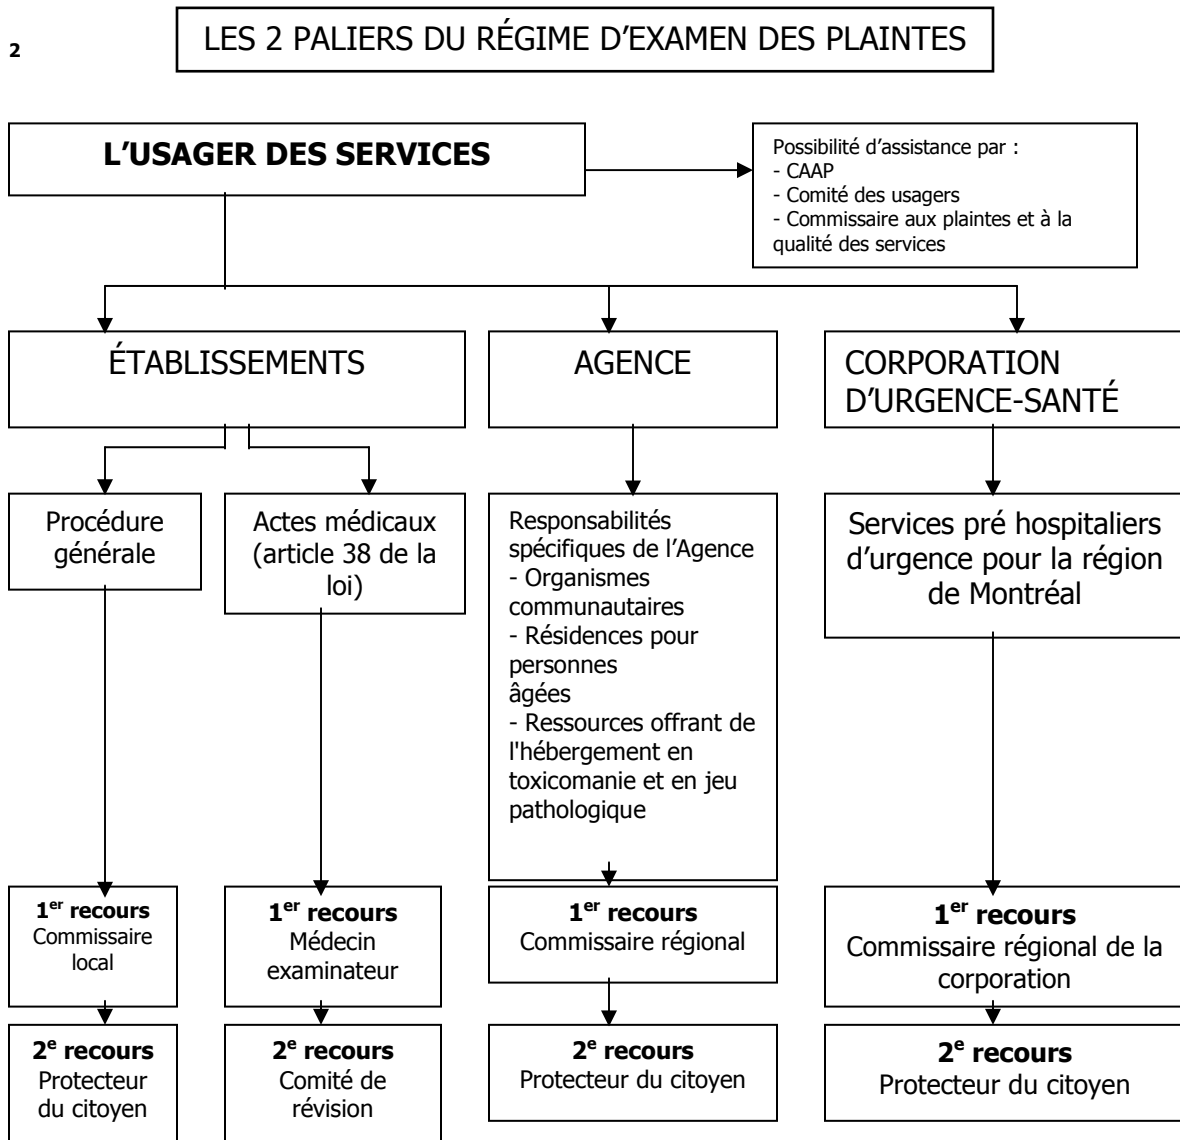 2
LES 2 PALIERS DU RÉGIME D’EXAMEN DES PLAINTES
L’USAGER DES SERVICES
Possibilité d’assistance par :
- CAAP
- Comité des usagers
- Commissaire aux plaintes et à la
qualité des services
ÉTABLISSEMENTS
AGENCE
CORPORATION
D’URGENCE-SANTÉ
Procédure
générale
Actes médicaux
(article 38 de la
loi)
Responsabilités
spécifiques de l’Agence
- Organismes
communautaires
- Résidences pour
personnes
âgées
- Ressources offrant de
l'hébergement en
toxicomanie et en jeu
pathologique
Services pré hospitaliers
d’urgence pour la région
de Montréal
1er recours
Commissaire
local
1er recours
Médecin
examinateur
1er recours
Commissaire régional
1er recours
Commissaire régional de la
corporation
2e recours
Protecteur
du citoyen
2e recours
Comité de
révision
2e recours
Protecteur du citoyen
2e recours
Protecteur du citoyen